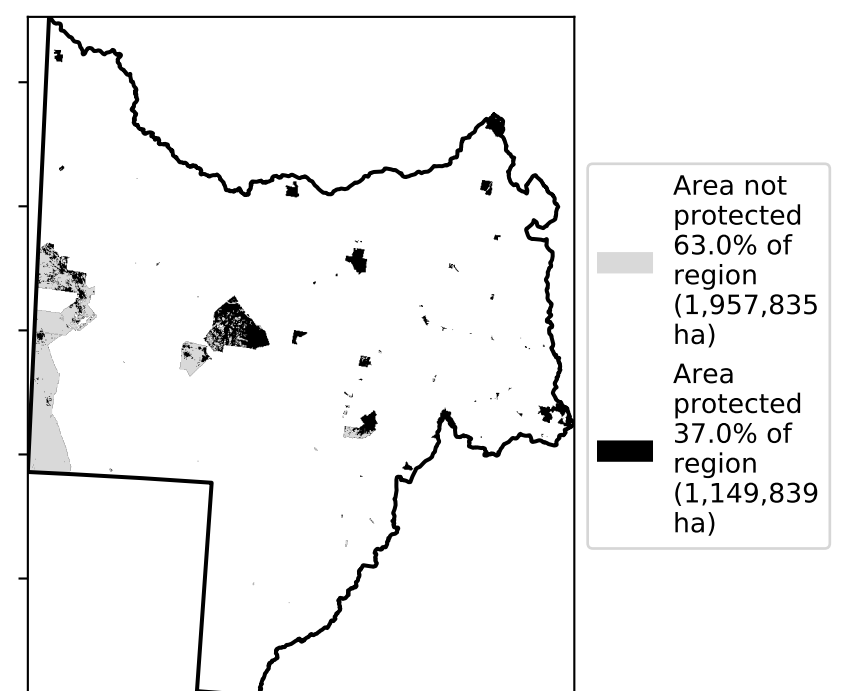 Area not
protected
63.0% of
region
(1,957,835
ha)
Area
protected
37.0% of
region
(1,149,839
ha)